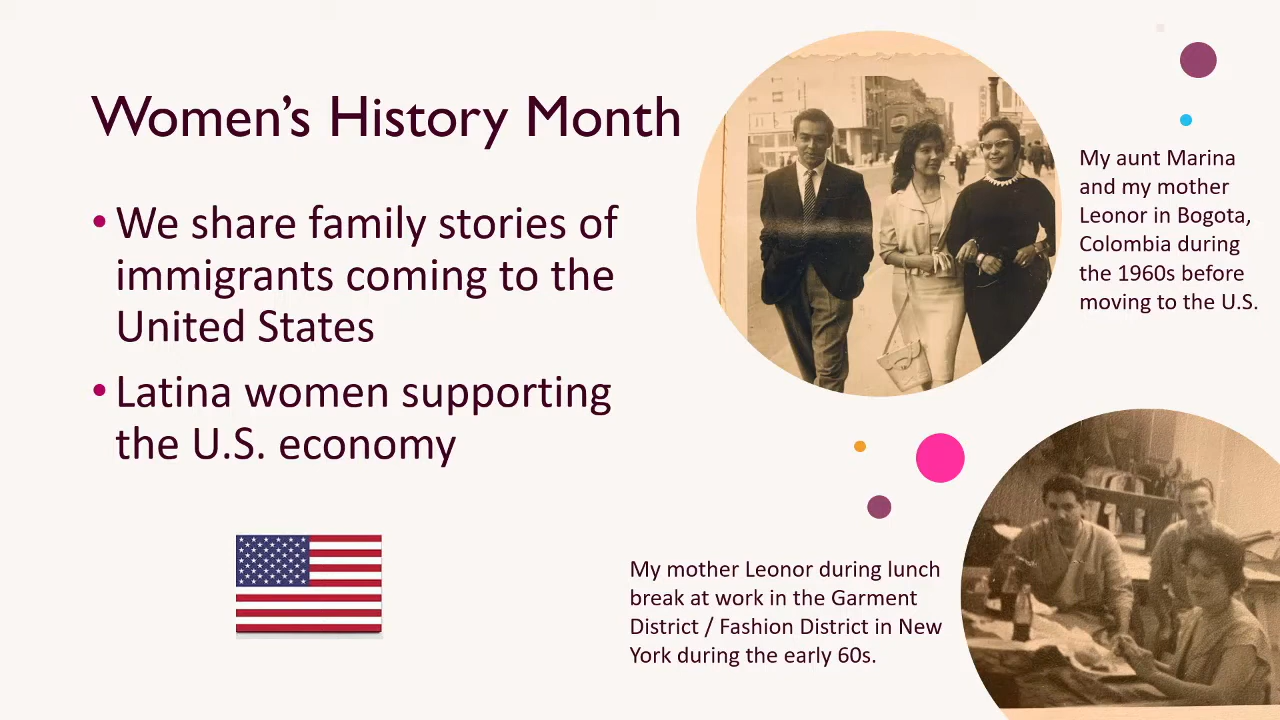 Women's History Month
• We share family stories of
immigrants coming to the
United States
• Latina women supporting
the U.S. economy
My aunt Marina
and my mother
Leonor in Bogota,
Colombia during
the 1960s before
moving to the U.S.
My mother Leonor during lunch
break at work in the Garment
District / Fashion District in New
York during the early 60s.